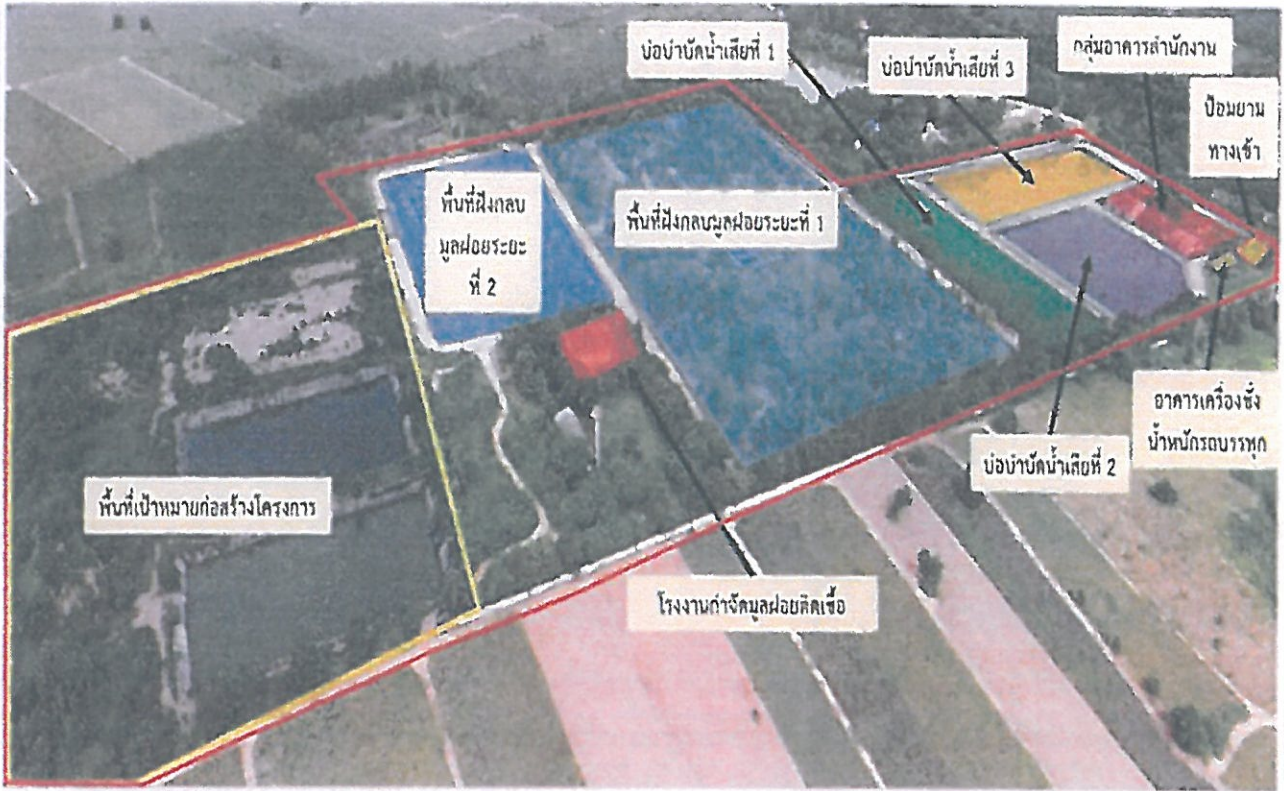 บ่อบำบัดน้ำเสียที่ 1
บ่อบำบัดน้ำเสียที่ 3
กลุ่มอาคารสำนักงาน
ป้อมยาม
ทางเข้า
พื้นที่ฝังกลบ
มูลฝอยระยะ
ที่ 2
พื้นที่ฝังกลบมูลฝอยระยะที่ 1
อาคารเครื่องชั่ง
น้ำหนักรถบรรทุก
บ่อบำบัดน้ำเสียที่ 2
พื้นที่เป้าหมายก่อสร้างโครงการ
โรงงานกำจัดมูลฝอยติดเชื้อ